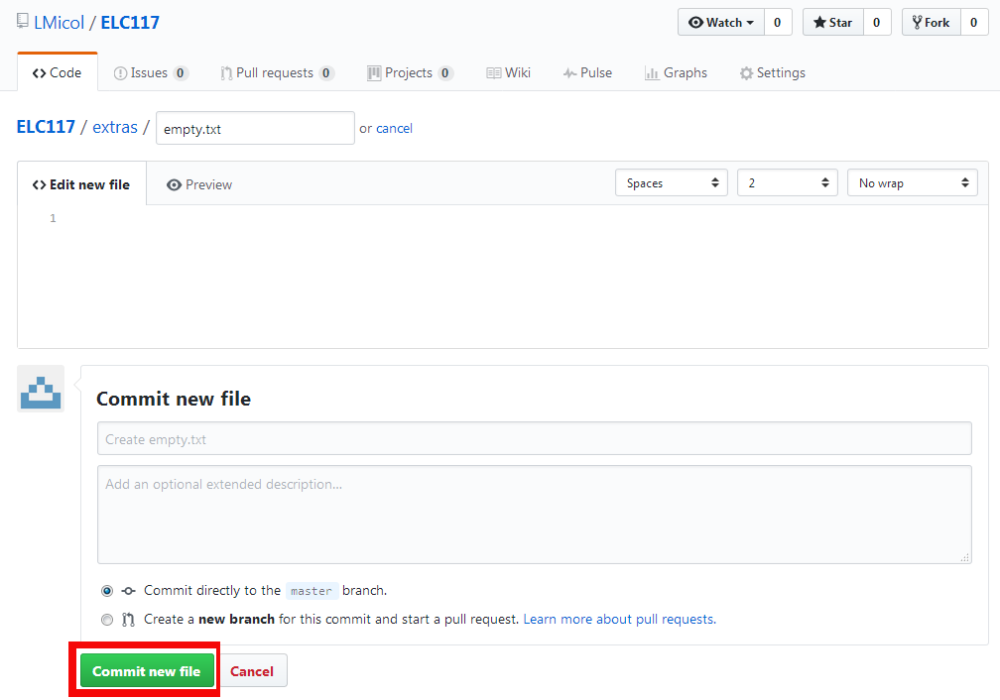 LMicol / ELC117
Watch 0 Star 0 Fork 0
Code Issues 0 Pull requests 0 Projects 0 Wiki Pulse Graphs Settings
ELC117 / extras / empty.txt or cancel
Edit new file Preview Spaces 2 No wrap
1
Commit new file
Create empty.txt
Add an optional extended description...
Commit directly to the master branch.
Create a new branch for this commit and start a pull request. Learn more about pull requests.
Commit new file Cancel